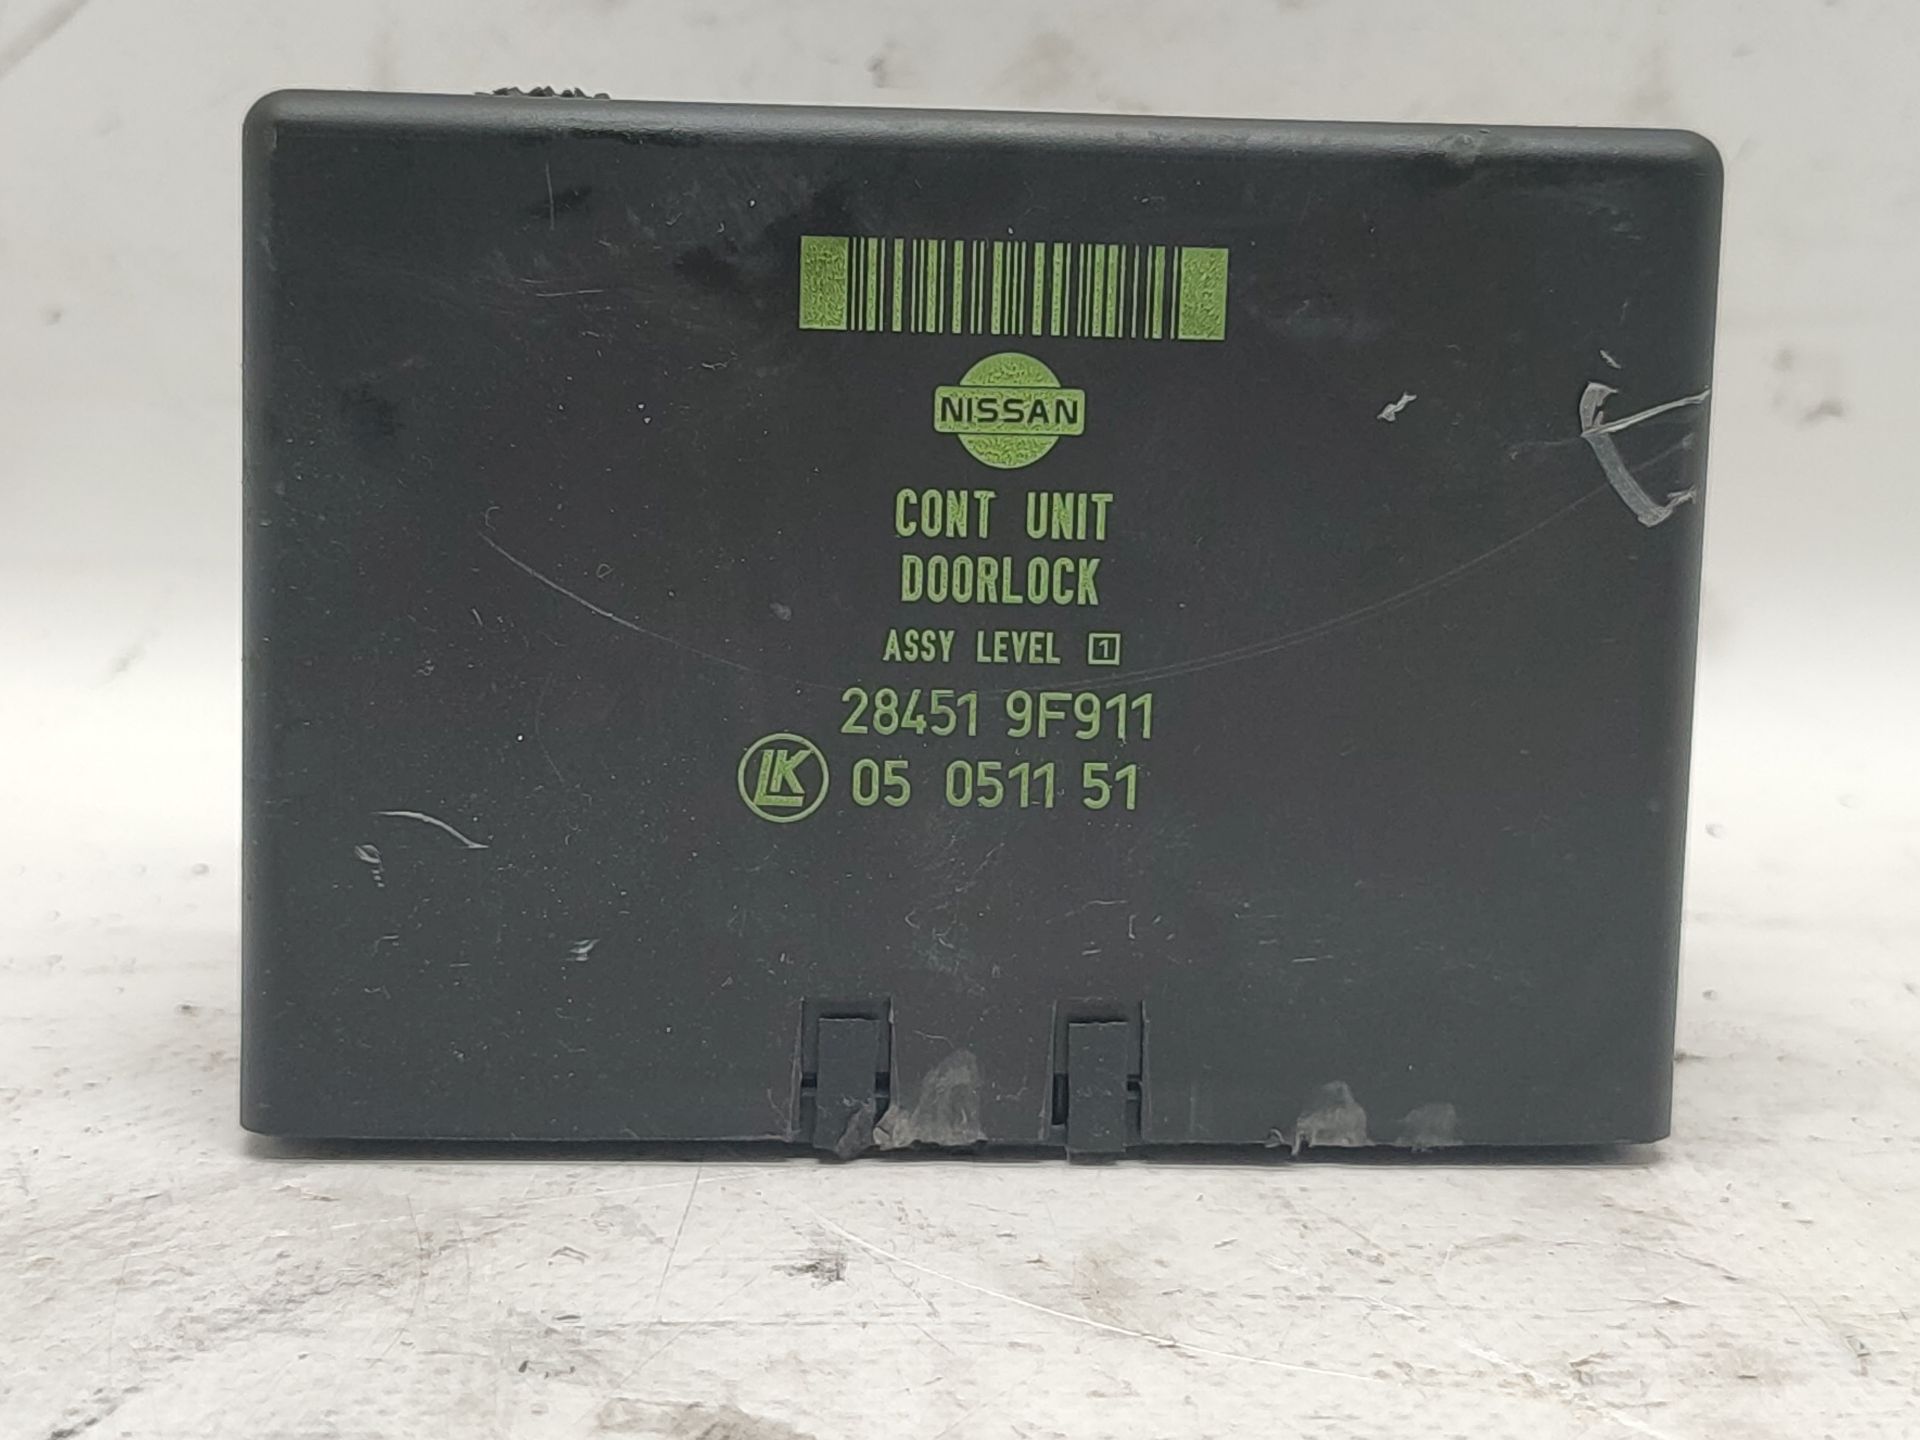 NISSAN
CONT UNIT
DOORLOCK
ASSY LEVEL 1
28451 9F911
LK 05 0511 51